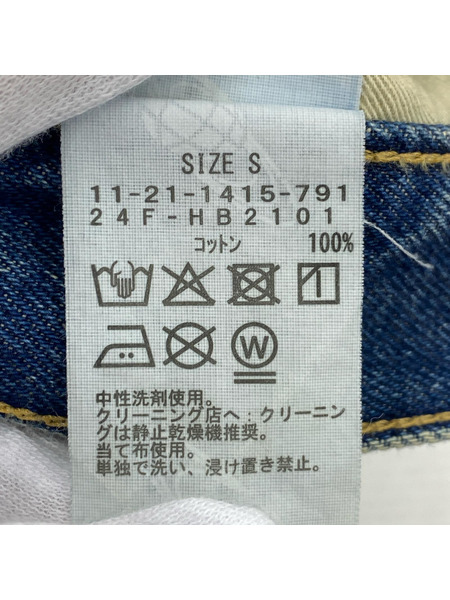 SIZE S
11-21-1415-791
24F-HB2101
コットン 100%
W
中性洗剤使用。
クリーニング店へ:クリーニン
グは静止乾燥機推奨。
当て布使用。
単独で洗い、浸け置き禁止。